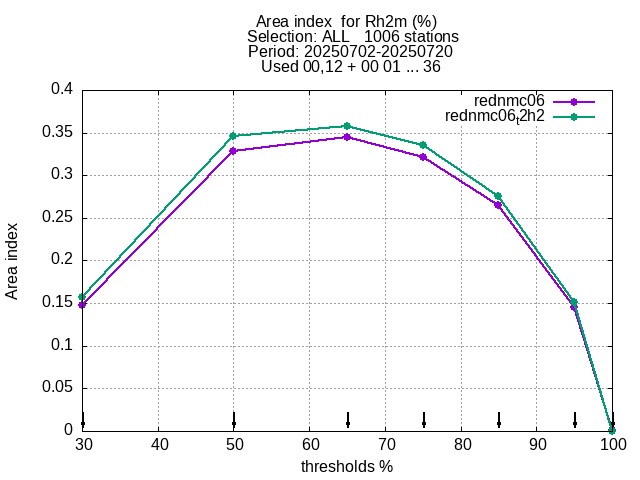 Area index  for Rh2m (%)
Selection: ALL   1006 stations
Period: 20250702-20250720
Used 00,12 + 00 01 ... 36
rednmc06
rednmc06_t2h2
0.4
0.35
0.3
0.25
0.2
0.15
0.1
0.05
0
Area index
30 40 50 60 70 80 90 100
thresholds %